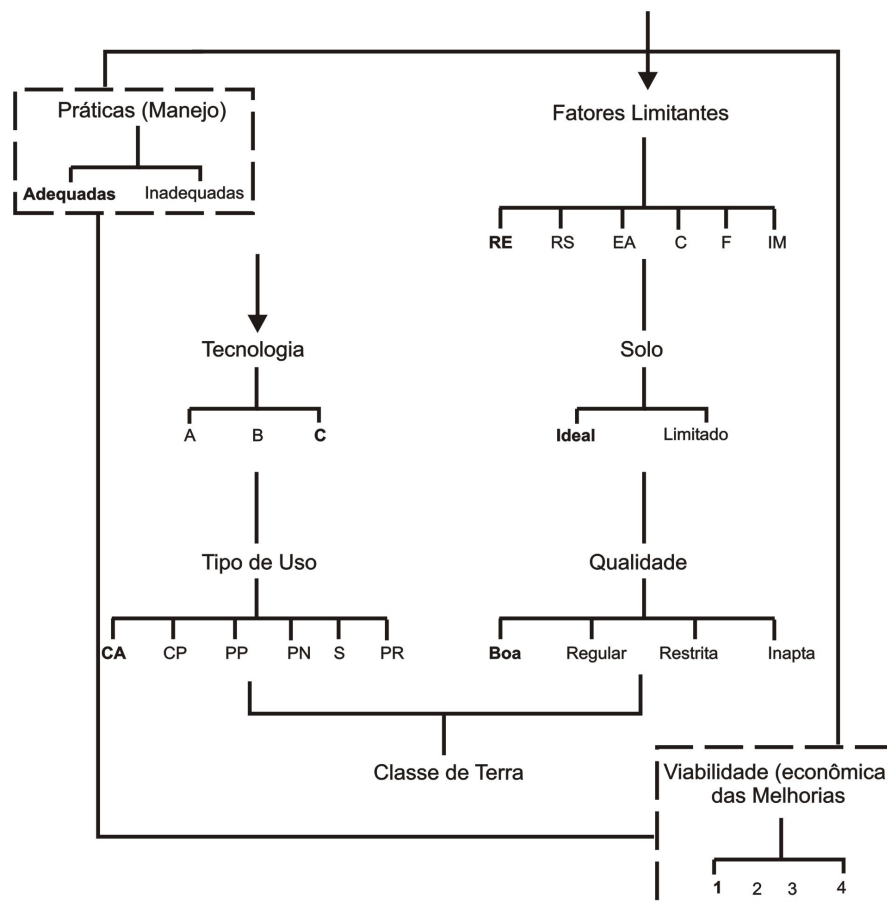 Práticas (Manejo)
Adequadas Inadequadas
Fatores Limitantes
RE RS EA C F IM
Tecnologia
A B C
Solo
Ideal Limitado
Tipo de Uso
CA CP PP PN S PR
Qualidade
Boa Regular Restrita Inapta
Classe de Terra
Viabilidade (econômica
das Melhorias
1 2 3 4